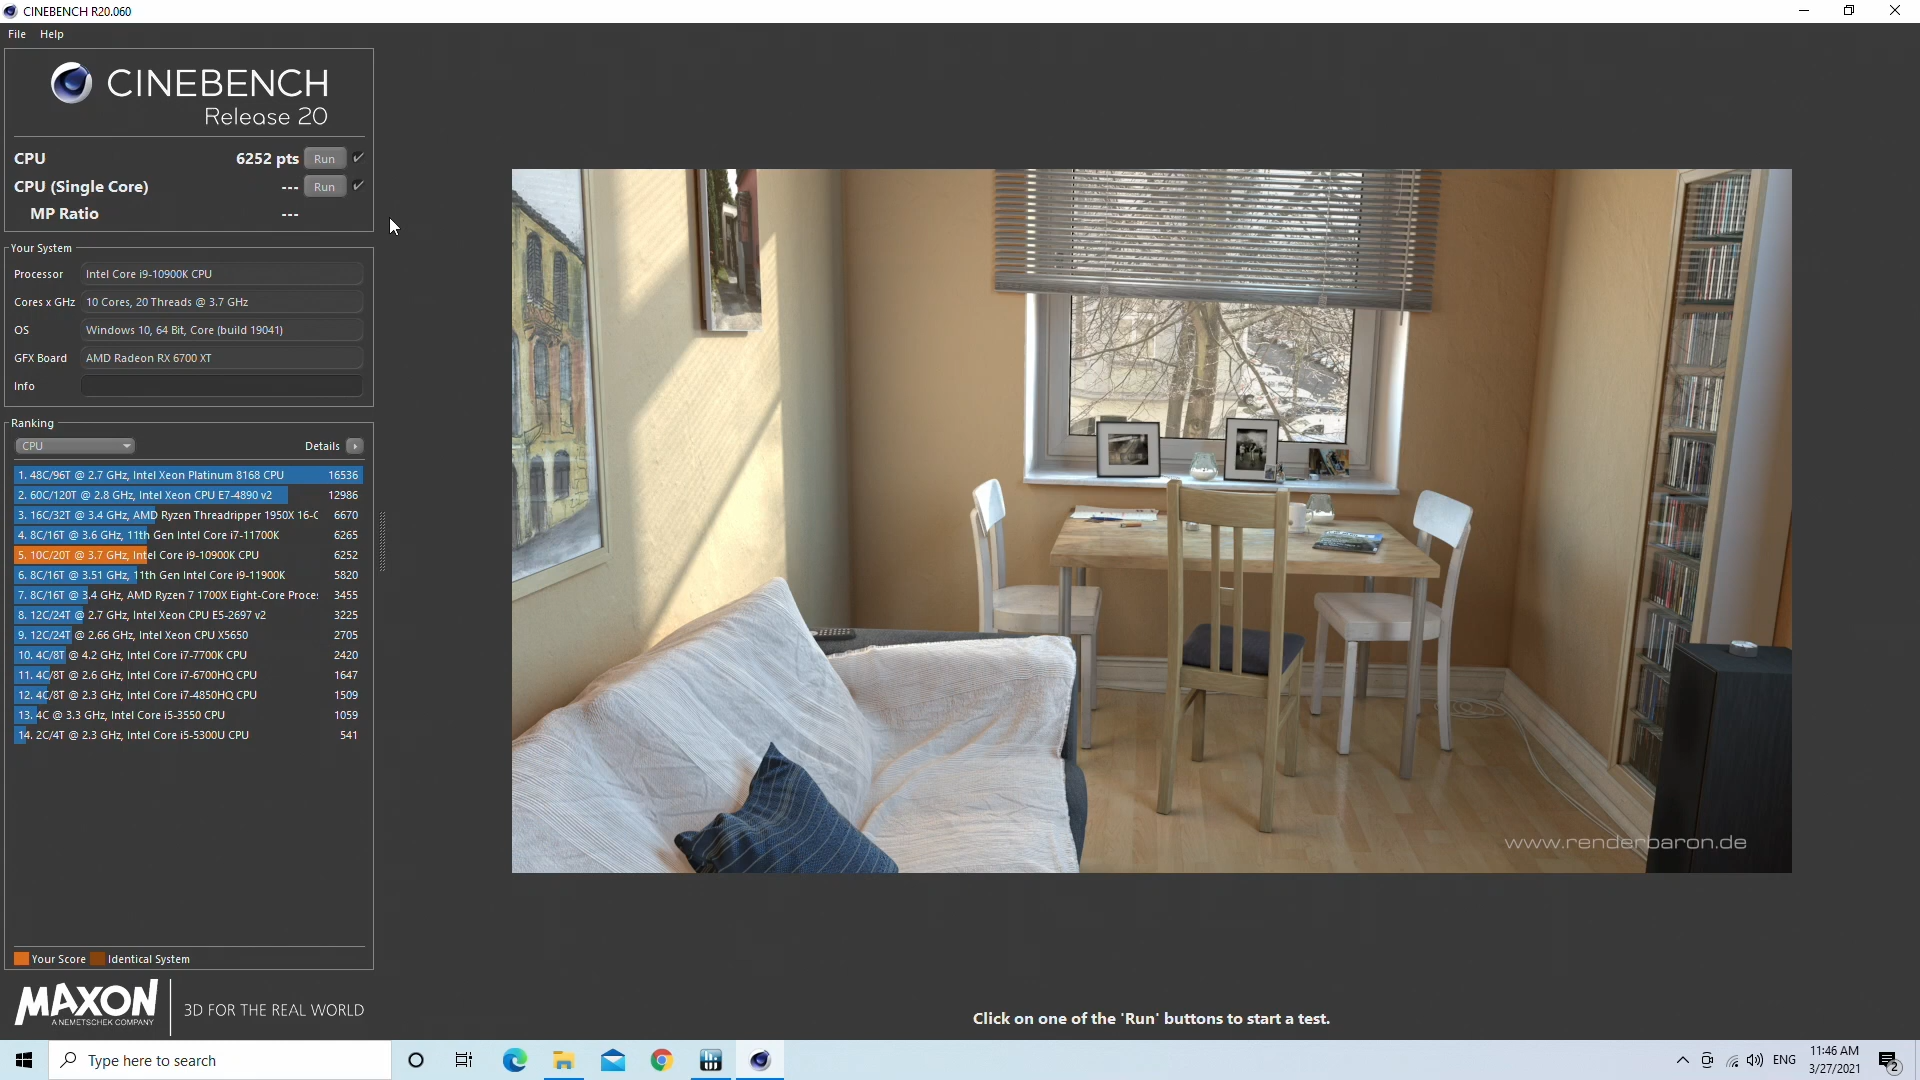 CINEBENCH R20.060
File Help
CINEBENCH
Release 20
CPU 6252 pts Run
CPU (Single Core) --- Run
MP Ratio ---
Your System
Processor Intel Core i9-10900K CPU
Cores x GHz 10 Cores, 20 Threads @ 3.7 GHz
OS Windows 10, 64 Bit, Core (build 19041)
GFX Board AMD Radeon RX 6700 XT
Info
Ranking
CPU Details
1. 48C/96T @ 2.7 GHz, Intel Xeon Platinum 8168 CPU 16536
2. 60C/120T @ 2.8 GHz, Intel Xeon CPU E7-4890 v2 12986
3. 16C/32T @ 3.4 GHz, AMD Ryzen Threadripper 1950X 16-C 6670
4. 8C/16T @ 3.6 GHz, 11th Gen Intel Core i7-11700K 6265
5. 10C/20T @ 3.7 GHz, Intel Core i9-10900K CPU 6252
6. 8C/16T @ 3.51 GHz, 11th Gen Intel Core i9-11900K 5820
7. 8C/16T @ 3.4 GHz, AMD Ryzen 7 1700X Eight-Core Proces 3455
8. 12C/24T @ 2.7 GHz, Intel Xeon CPU E5-2697 v2 3225
9. 12C/24T @ 2.66 GHz, Intel Xeon CPU X5650 2705
10. 4C/8T @ 4.2 GHz, Intel Core i7-7700K CPU 2420
11. 4C/8T @ 2.6 GHz, Intel Core i7-6700HQ CPU 1647
12. 4C/8T @ 2.3 GHz, Intel Core i7-4850HQ CPU 1509
13. 4C @ 3.3 GHz, Intel Core i5-3550 CPU 1059
14. 2C/4T @ 2.3 GHz, Intel Core i5-5300U CPU 541
Your Score Identical System
MAXON
A NEMETSCHEK COMPANY
3D FOR THE REAL WORLD
www.renderbaron.de
Click on one of the 'Run' buttons to start a test.
Type here to search
ENG
11:46 AM
3/27/2021
2